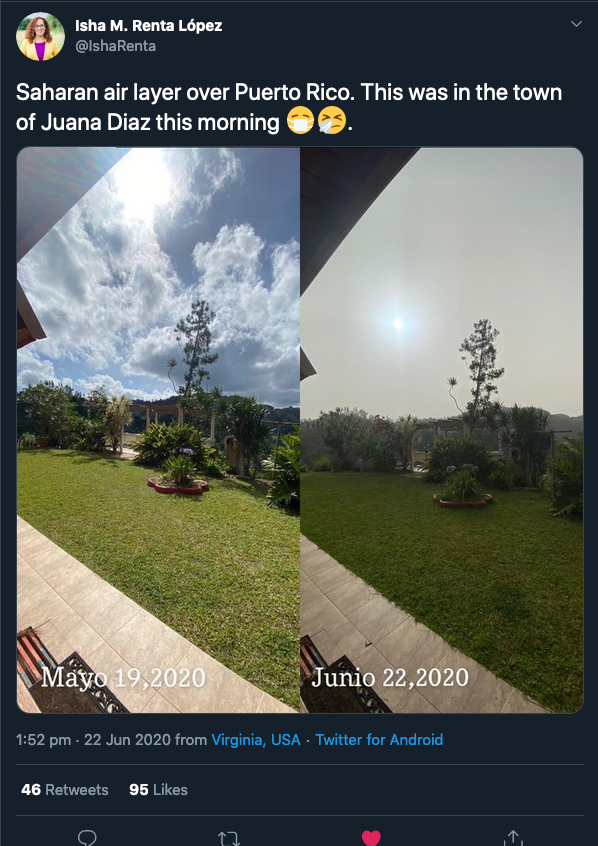 Isha M. Renta López
@IshaRenta
Saharan air layer over Puerto Rico. This was in the town
of Juana Diaz this morning 😷🤧.
Mayo 19,2020
Junio 22,2020
1:52 pm · 22 Jun 2020 from Virginia, USA · Twitter for Android
46 Retweets 95 Likes